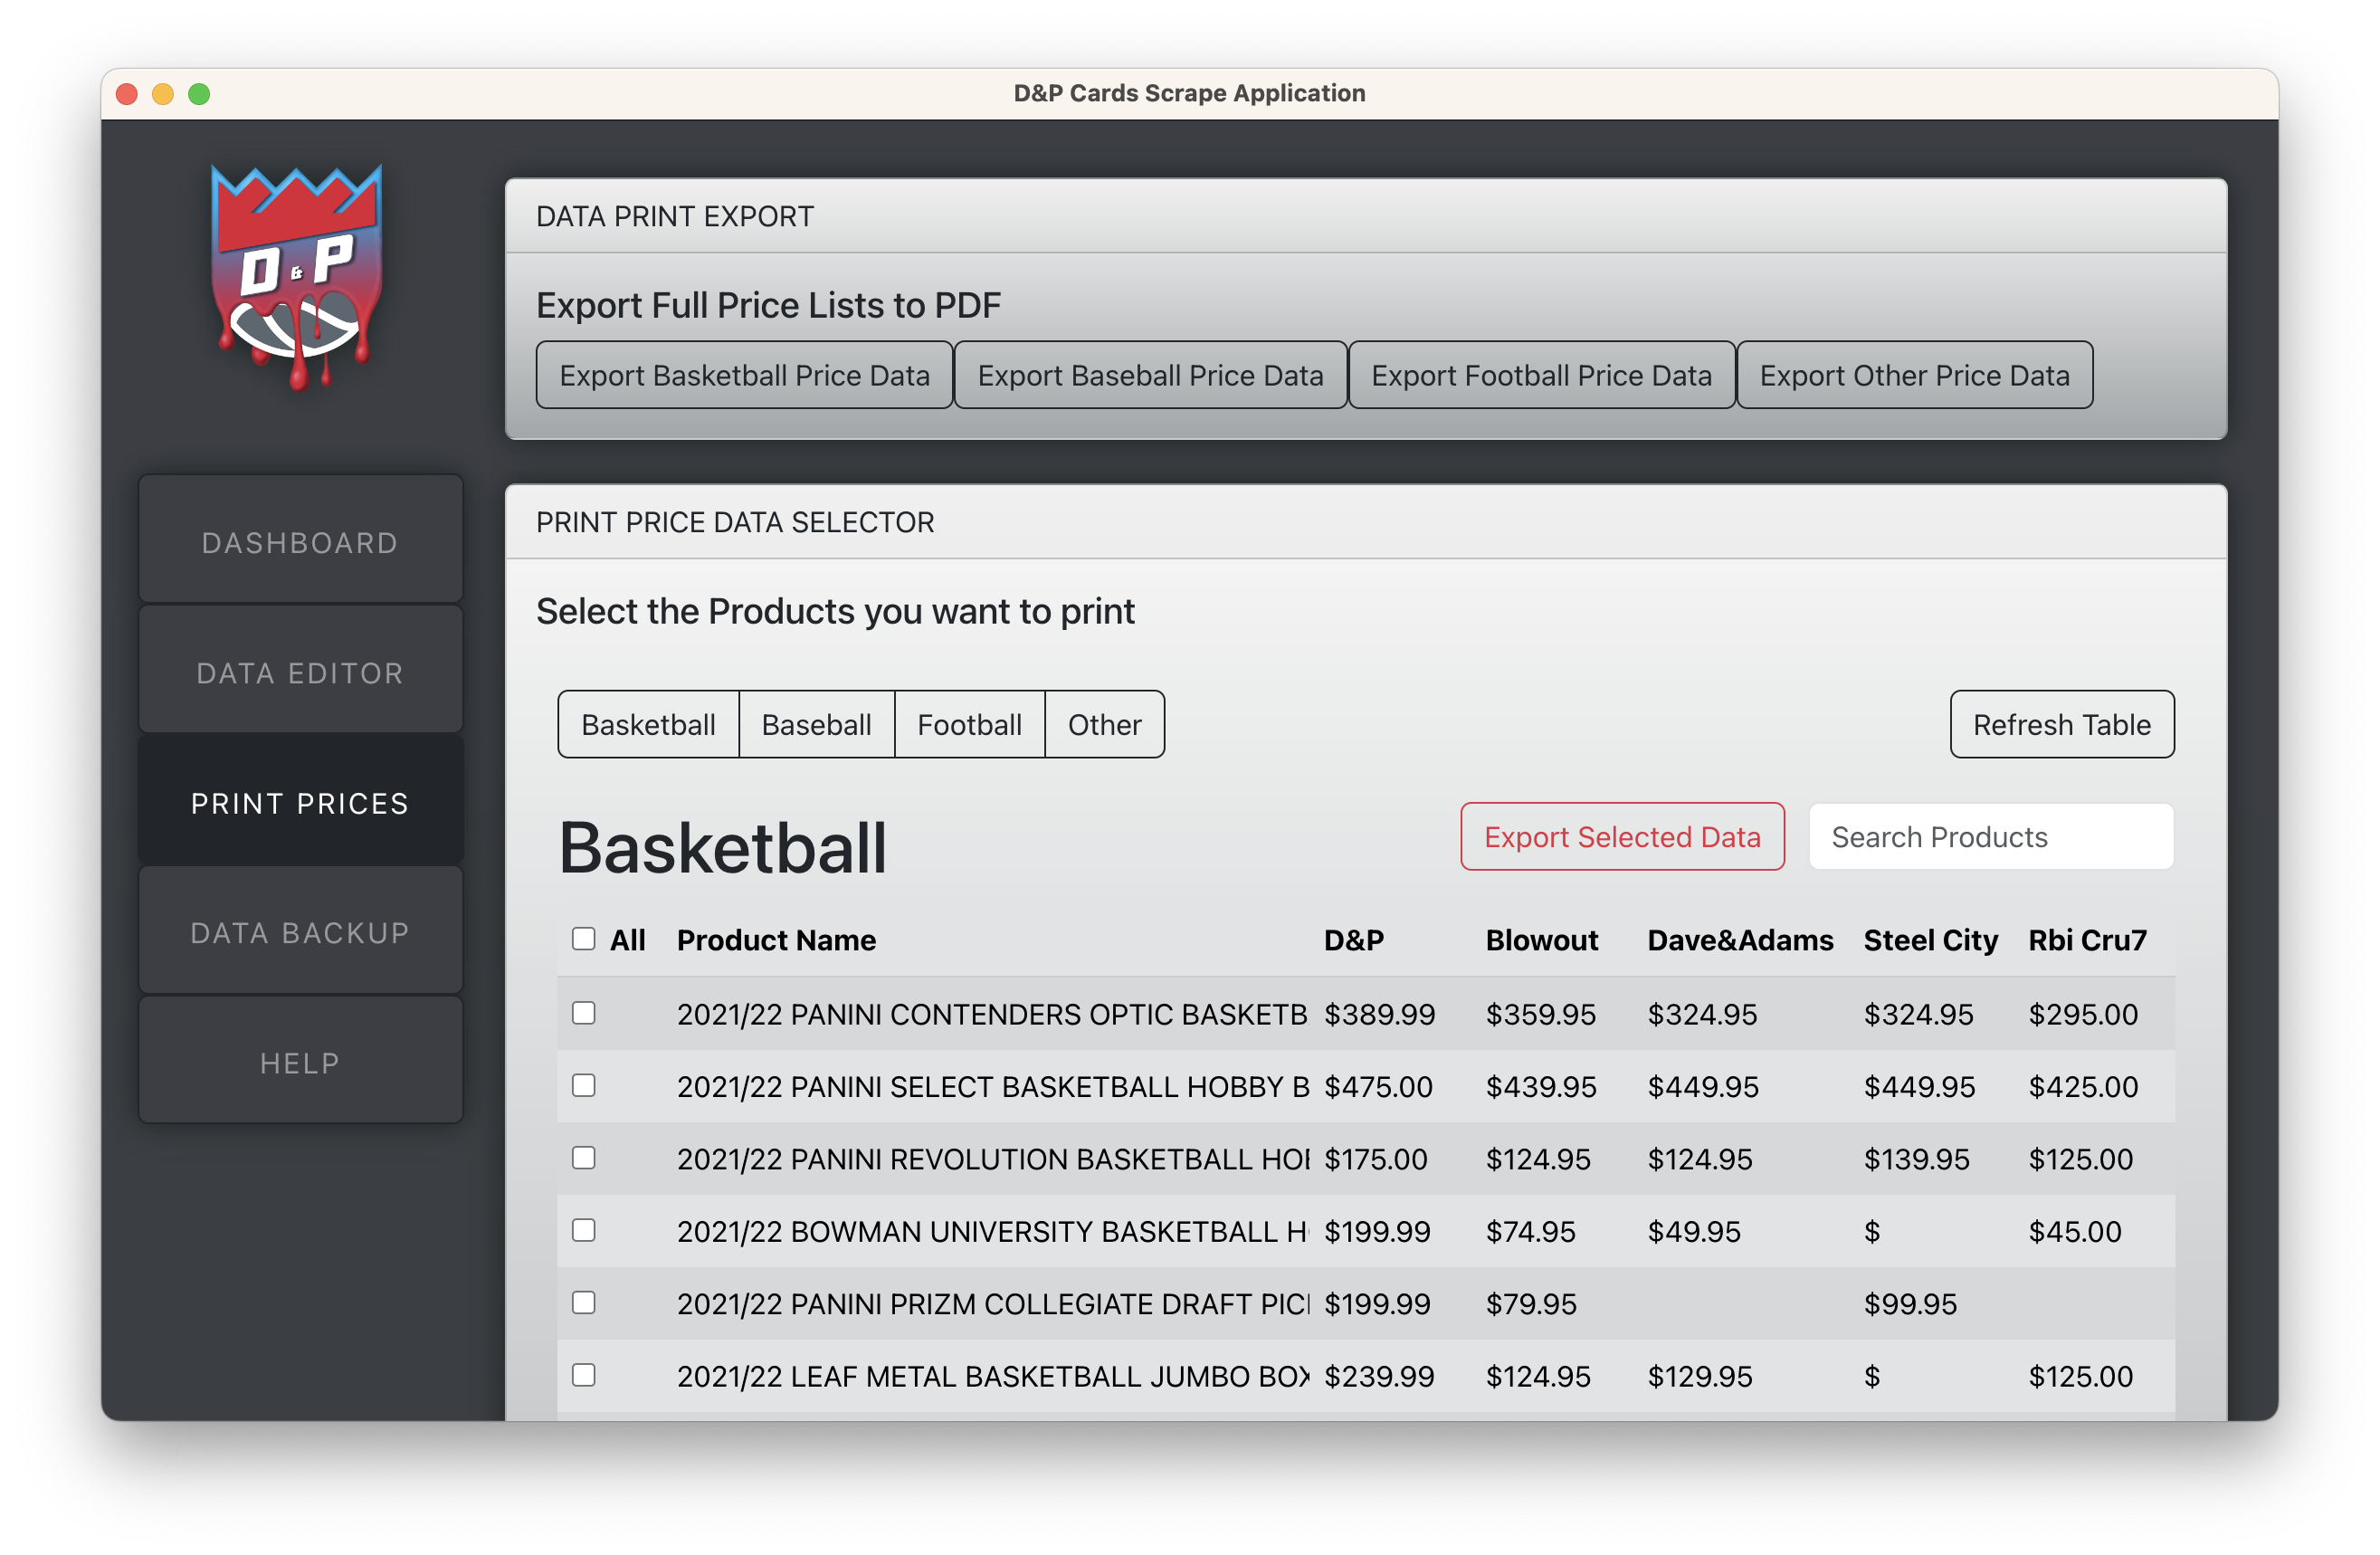 D&P Cards Scrape Application
D & P
DASHBOARD
DATA EDITOR
PRINT PRICES
DATA BACKUP
HELP
DATA PRINT EXPORT
Export Full Price Lists to PDF
Export Basketball Price Data Export Baseball Price Data Export Football Price Data Export Other Price Data
PRINT PRICE DATA SELECTOR
Select the Products you want to print
Basketball Baseball Football Other Refresh Table
Basketball Export Selected Data Search Products
All Product Name D&P Blowout Dave&Adams Steel City Rbi Cru7
2021/22 PANINI CONTENDERS OPTIC BASKETB $389.99 $359.95 $324.95 $324.95 $295.00
2021/22 PANINI SELECT BASKETBALL HOBBY B $475.00 $439.95 $449.95 $449.95 $425.00
2021/22 PANINI REVOLUTION BASKETBALL HO $175.00 $124.95 $124.95 $139.95 $125.00
2021/22 BOWMAN UNIVERSITY BASKETBALL H $199.99 $74.95 $49.95 $ $45.00
2021/22 PANINI PRIZM COLLEGIATE DRAFT PIC $199.99 $79.95 $99.95
2021/22 LEAF METAL BASKETBALL JUMBO BOX $239.99 $124.95 $129.95 $ $125.00